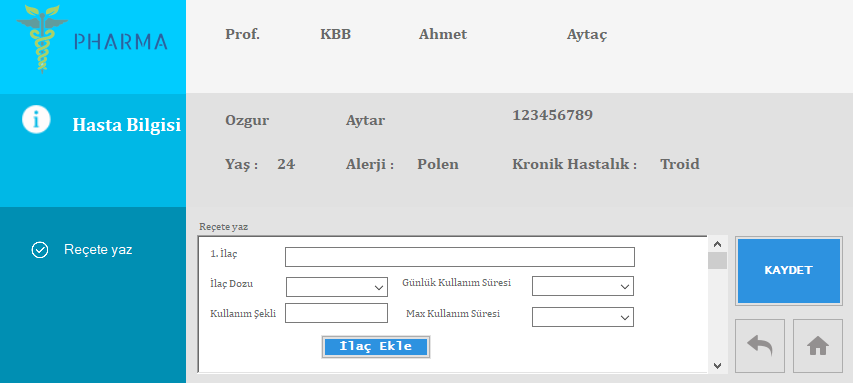 PHARMA
Prof. KBB Ahmet Aytaç
Hasta Bilgisi
Ozgur Aytar 123456789
Yaş : 24 Alerji : Polen Kronik Hastalık : Troid
Reçete yaz
Reçete yaz
1. İlaç
İlaç Dozu Günlük Kullanım Süresi
Kullanım Şekli Max Kullanım Süresi
İlaç Ekle
KAYDET